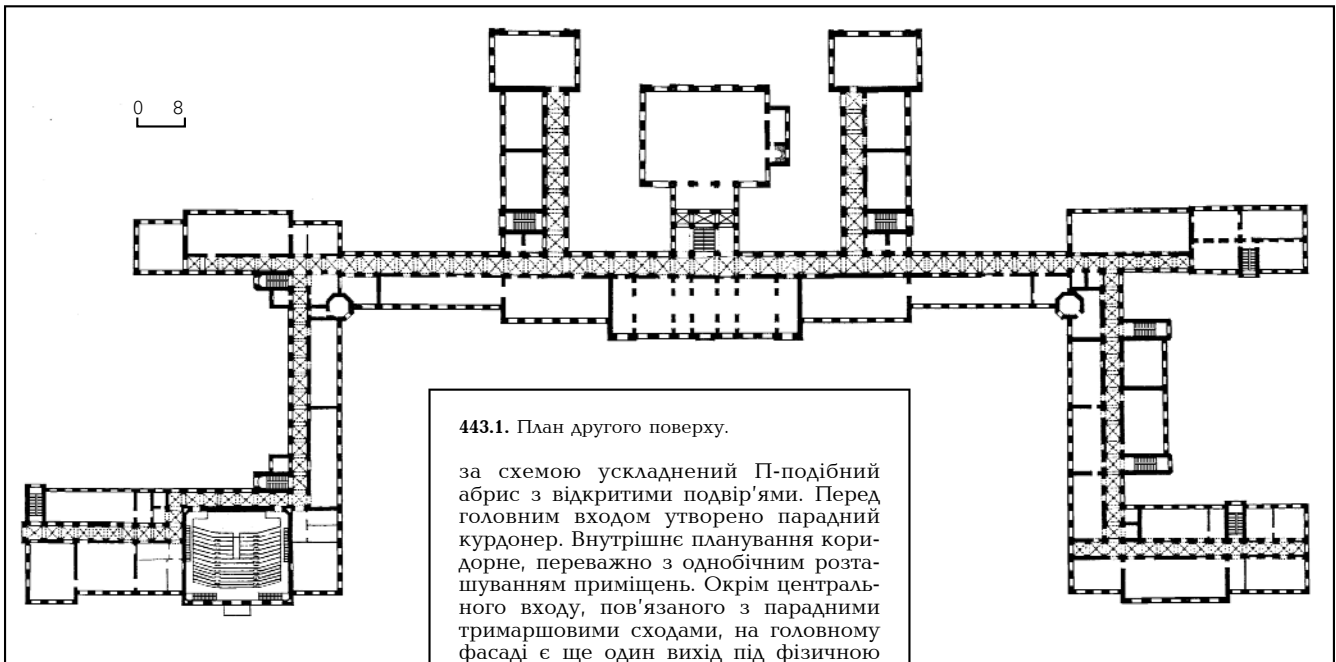 0 8
443.1. План другого поверху.
за схемою ускладнений П-подібний
абрис з відкритими подвір'ями. Перед
головним входом утворено парадний
курдонер. Внутрішнє планування кори-
дорне, переважно з однобічним розта-
шуванням приміщень. Окрім централь-
ного входу, пов'язаного з парадними
тримаршовими сходами, на головному
фасаді є ще один вихід під фізичною